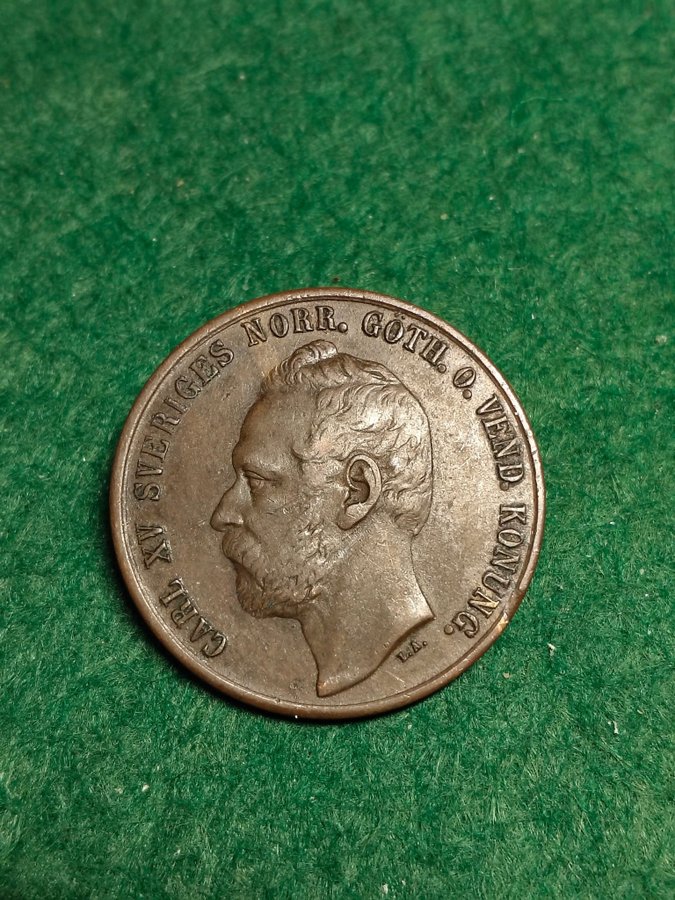 CARL XV SVERIGES NORR. GÖTH. O. VEND. KONUNG.
L.A.